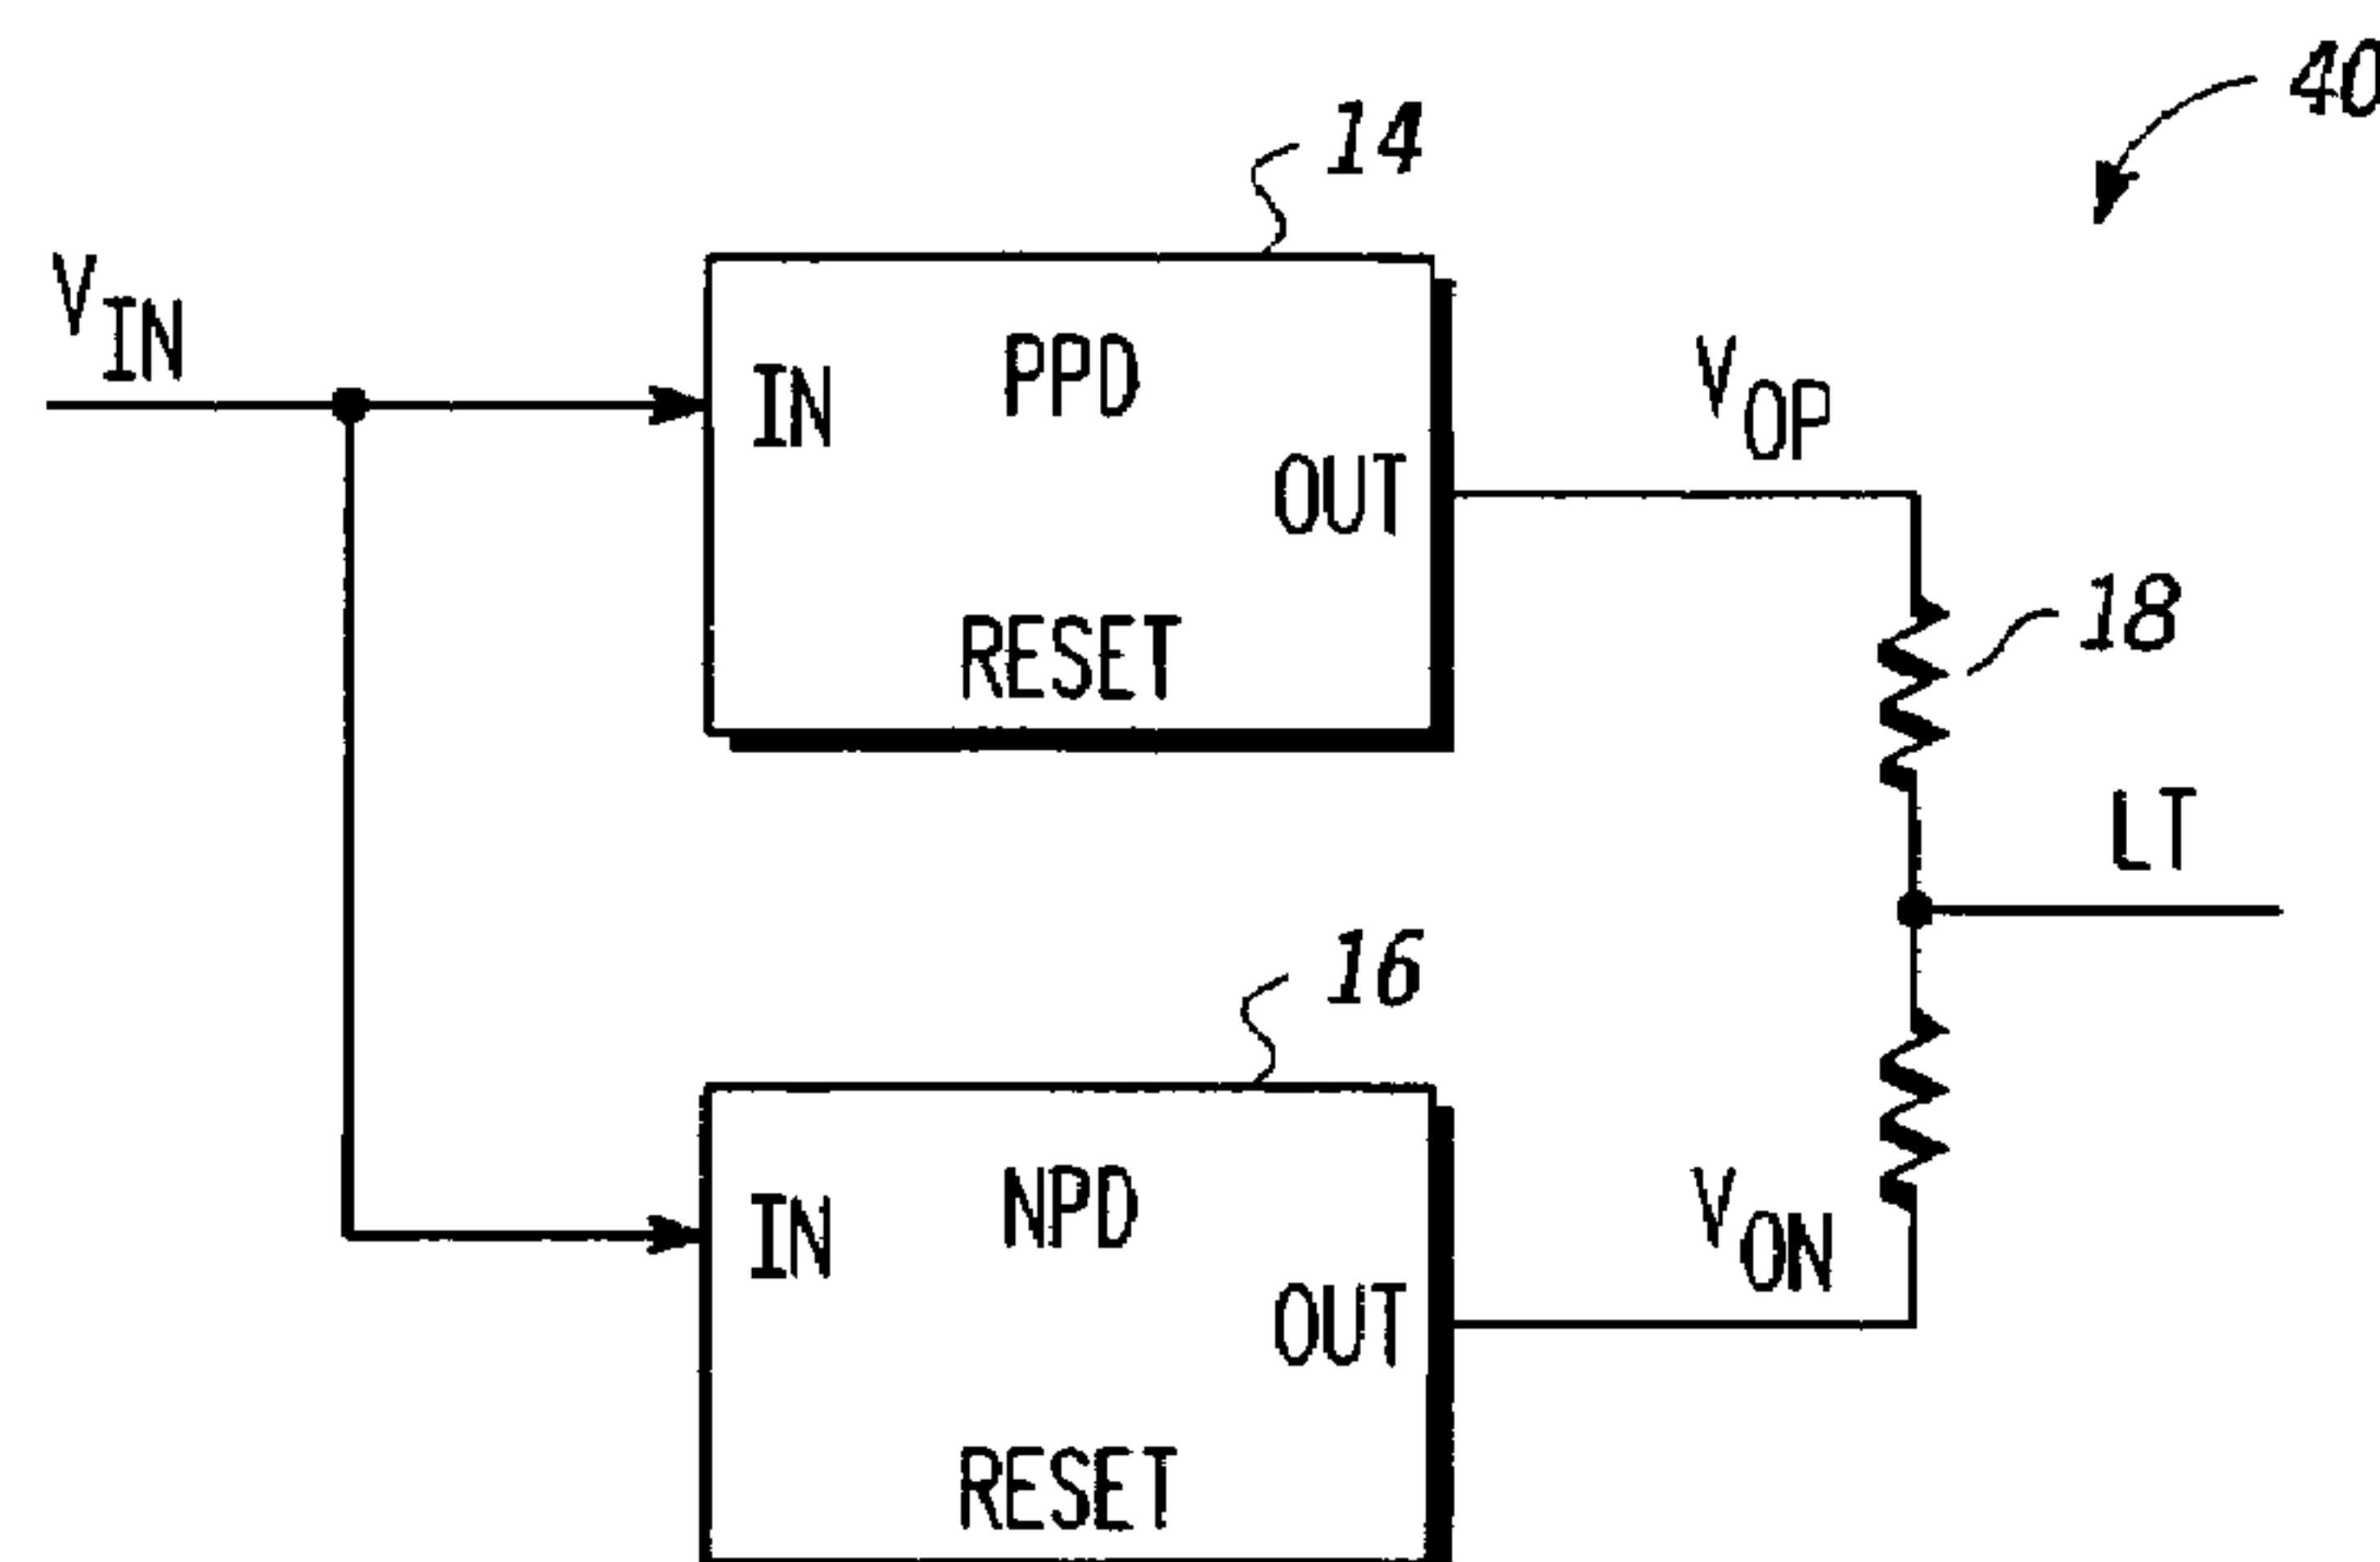 40
14
VIN
PPD
IN
VOP
OUT
18
RESET
LT
16
NPD
IN
VON
OUT
RESET